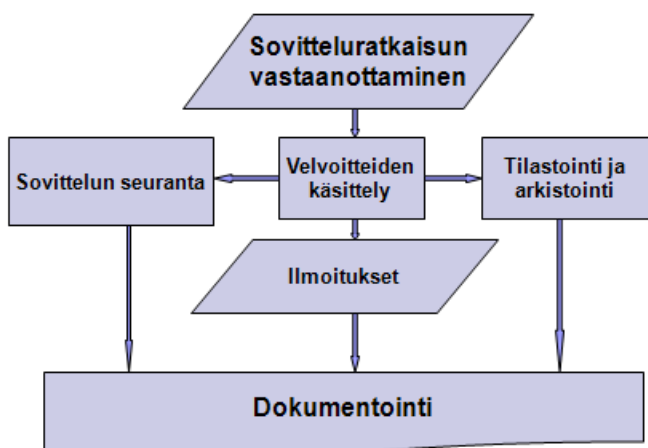 Sovitteluratkaisun
vastaanottaminen
Sovittelun seuranta
Velvoitteiden
käsittely
Tilastointi ja
arkistointi
Ilmoitukset
Dokumentointi